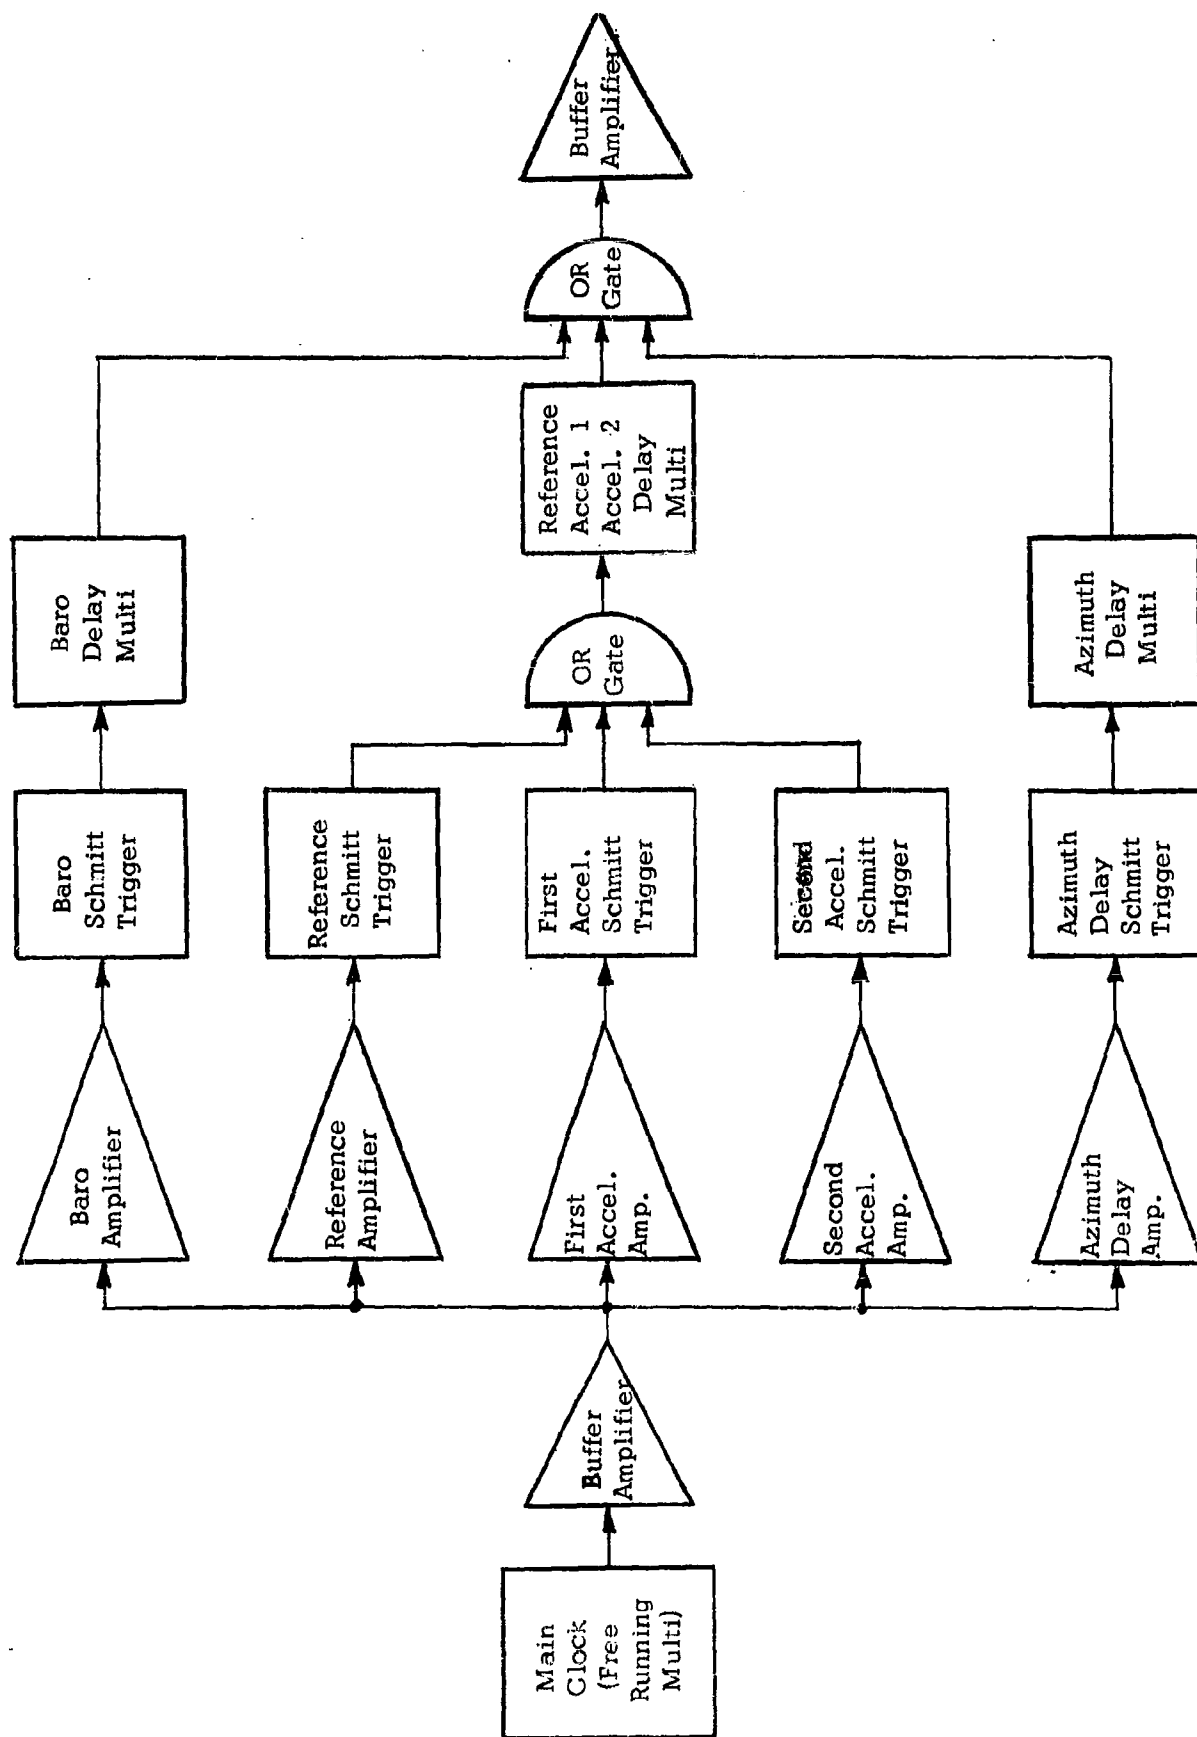 Main
Clock
(Free
Running
Multi)
Buffer
Amplifier
Baro
Amplifier
Reference
Amplifier
First
Accel.
Amp.
Second
Accel.
Amp.
Azimuth
Delay
Amp.
Baro
Schmitt
Trigger
Reference
Schmitt
Trigger
First
Accel.
Schmitt
Trigger
Second
Accel.
Schmitt
Trigger
Azimuth
Delay
Schmitt
Trigger
Baro
Delay
Multi
OR
Gate
Azimuth
Delay
Multi
Reference
Accel. 1
Accel. 2
Delay
Multi
OR
Gate
Buffer
Amplifier